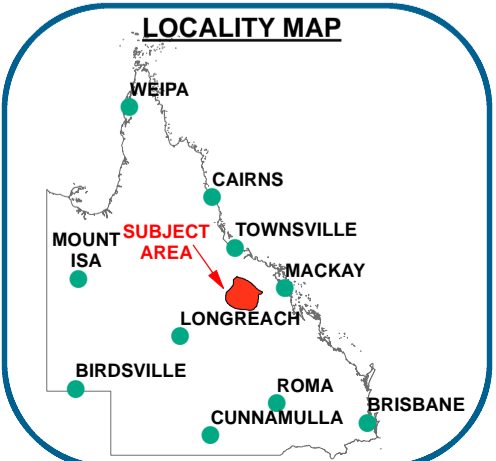 LOCALITY MAP
WEIPA
CAIRNS
SUBJECT
AREA
TOWNSVILLE
MOUNT
ISA
MACKAY
LONGREACH
BIRDSVILLE
ROMA
BRISBANE
CUNNAMULLA